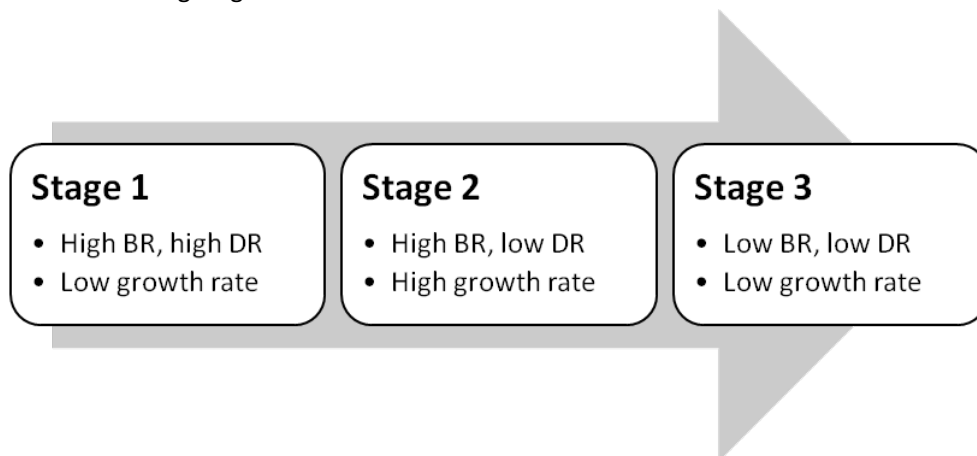 Stage 1
• High BR, high DR
• Low growth rate
Stage 2
• High BR, low DR
• High growth rate
Stage 3
• Low BR, low DR
• Low growth rate